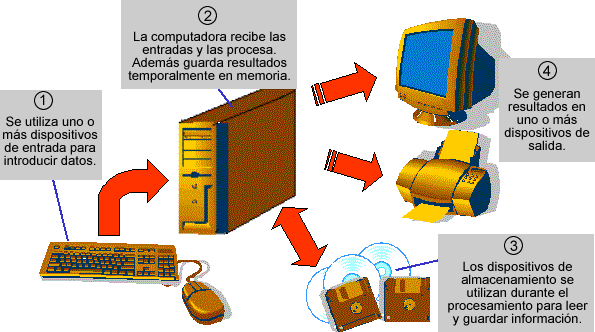 1
Se utiliza uno o
más dispositivos
de entrada para
introducir datos.
2
La computadora recibe las
entradas y las procesa.
Además guarda resultados
temporalmente en memoria.
3
Los dispositivos de
almacenamiento se
utilizan durante el
procesamiento para leer
y guardar información.
4
Se generan
resultados en
uno o más
dispositivos de
salida.